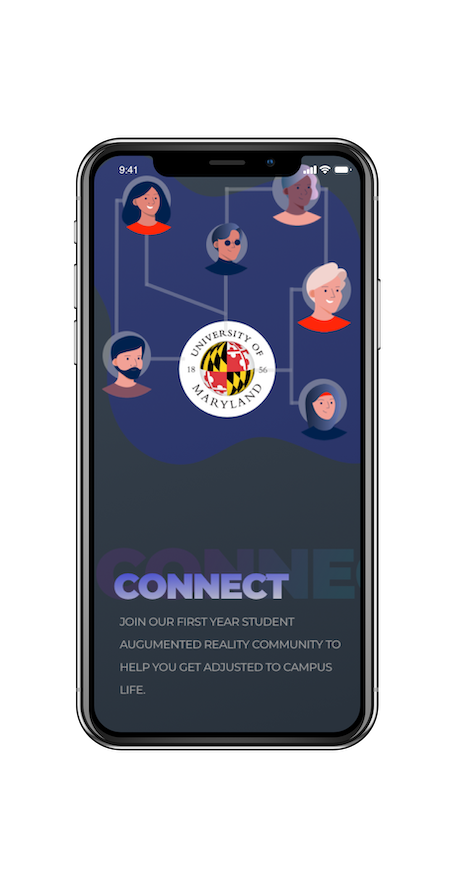 9:41
UNIVERSITY OF
18 56
MARYLAND
CONNEC
CONNECT
JOIN OUR FIRST YEAR STUDENT
AUGUMENTED REALITY COMMUNITY TO
HELP YOU GET ADJUSTED TO CAMPUS
LIFE.